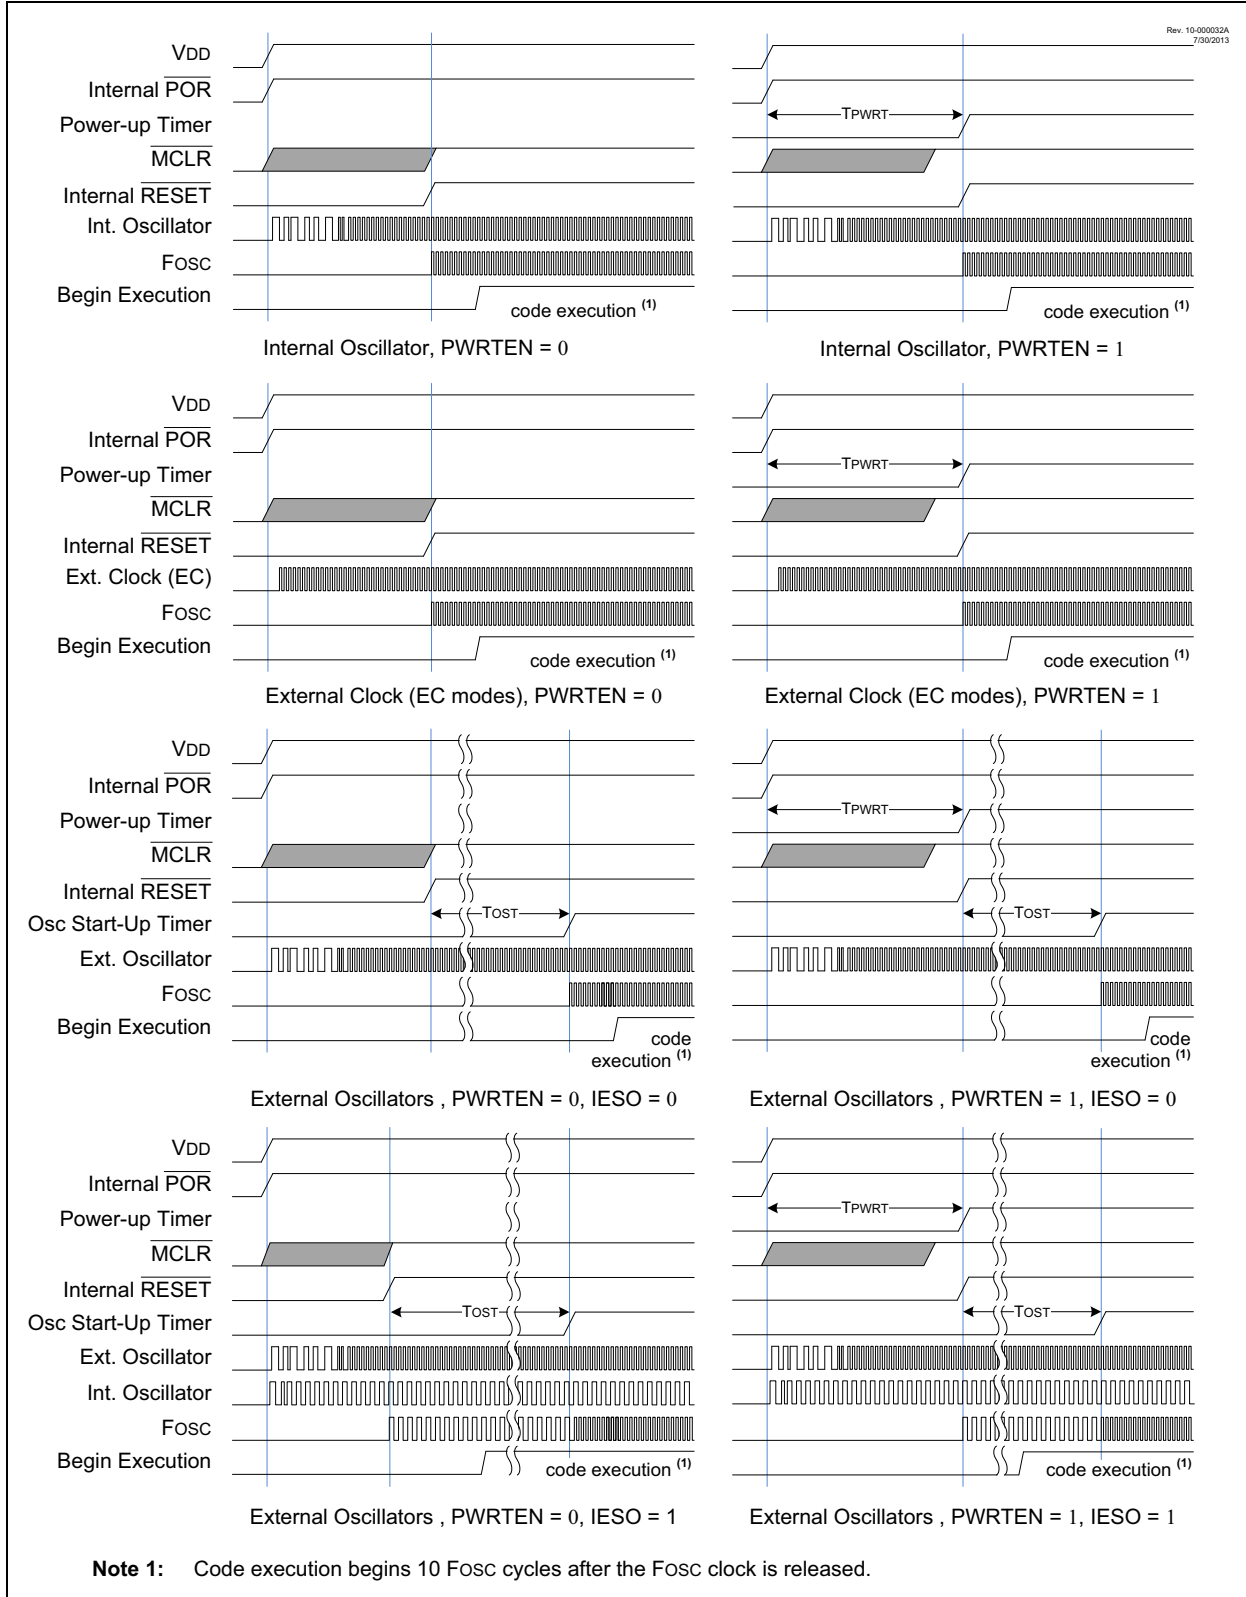 Rev. 10-000032A
7/30/2013
VDD
Internal POR
Power-up Timer
TPWRT
MCLR
Internal RESET
Int. Oscillator
FOSC
Begin Execution
code execution (1)
code execution (1)
Internal Oscillator, PWRTEN = 0
Internal Oscillator, PWRTEN = 1
VDD
Internal POR
Power-up Timer
TPWRT
MCLR
Internal RESET
Ext. Clock (EC)
FOSC
Begin Execution
code execution (1)
code execution (1)
External Clock (EC modes), PWRTEN = 0
External Clock (EC modes), PWRTEN = 1
VDD
Internal POR
Power-up Timer
TPWRT
MCLR
Internal RESET
Osc Start-Up Timer
TOST
TOST
Ext. Oscillator
FOSC
Begin Execution
code
execution (1)
code
execution (1)
External Oscillators , PWRTEN = 0, IESO = 0
External Oscillators , PWRTEN = 1, IESO = 0
VDD
Internal POR
Power-up Timer
TPWRT
MCLR
Internal RESET
Osc Start-Up Timer
TOST
TOST
Ext. Oscillator
Int. Oscillator
FOSC
Begin Execution
code execution (1)
code execution (1)
External Oscillators , PWRTEN = 0, IESO = 1
External Oscillators , PWRTEN = 1, IESO = 1
Note 1: Code execution begins 10 FOSC cycles after the FOSC clock is released.